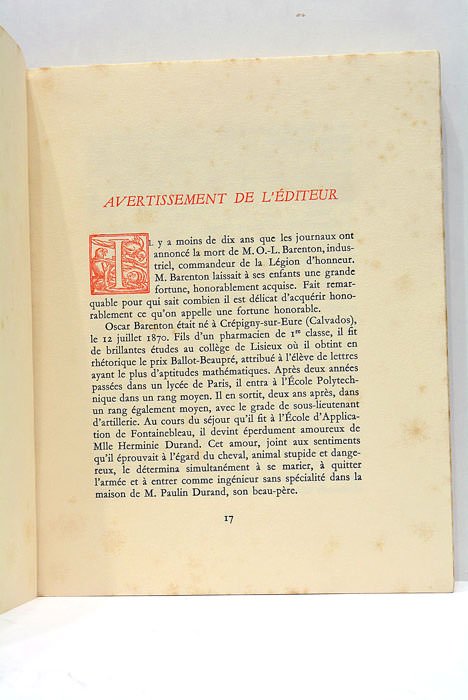 AVERTISSEMENT DE L'ÉDITEUR
IL y a moins de dix ans que les journaux ont
annoncé la mort de M. O.-L. Barenton, indus-
triel, commandeur de la Légion d'honneur.
M. Barenton laissait à ses enfants une grande
fortune, honorablement acquise. Fait remar-
quable pour qui sait combien il est délicat d'acquérir hono-
rablement ce qu'on appelle une fortune honorable.
Oscar Barenton était né à Crépigny-sur-Eure (Calvados),
le 12 juillet 1870. Fils d'un pharmacien de 1re classe, il fit
de brillantes études au collège de Lisieux où il obtint en
rhétorique le prix Ballot-Beaupré, attribué à l'élève de lettres
ayant le plus d'aptitudes mathématiques. Après deux années
passées dans un lycée de Paris, il entra à l'École Polytech-
nique dans un rang moyen. Il en sortit, deux ans après, dans
un rang également moyen, avec le grade de sous-lieutenant
d'artillerie. Au cours du séjour qu'il fit à l'École d'Applica-
tion de Fontainebleau, il devint éperdument amoureux de
Mlle Herminie Durand. Cet amour, joint aux sentiments
qu'il éprouvait à l'égard du cheval, animal stupide et dange-
reux, le détermina simultanément à se marier, à quitter
l'armée et à entrer comme ingénieur sans spécialité dans la
maison de M. Paulin Durand, son beau-père.
17